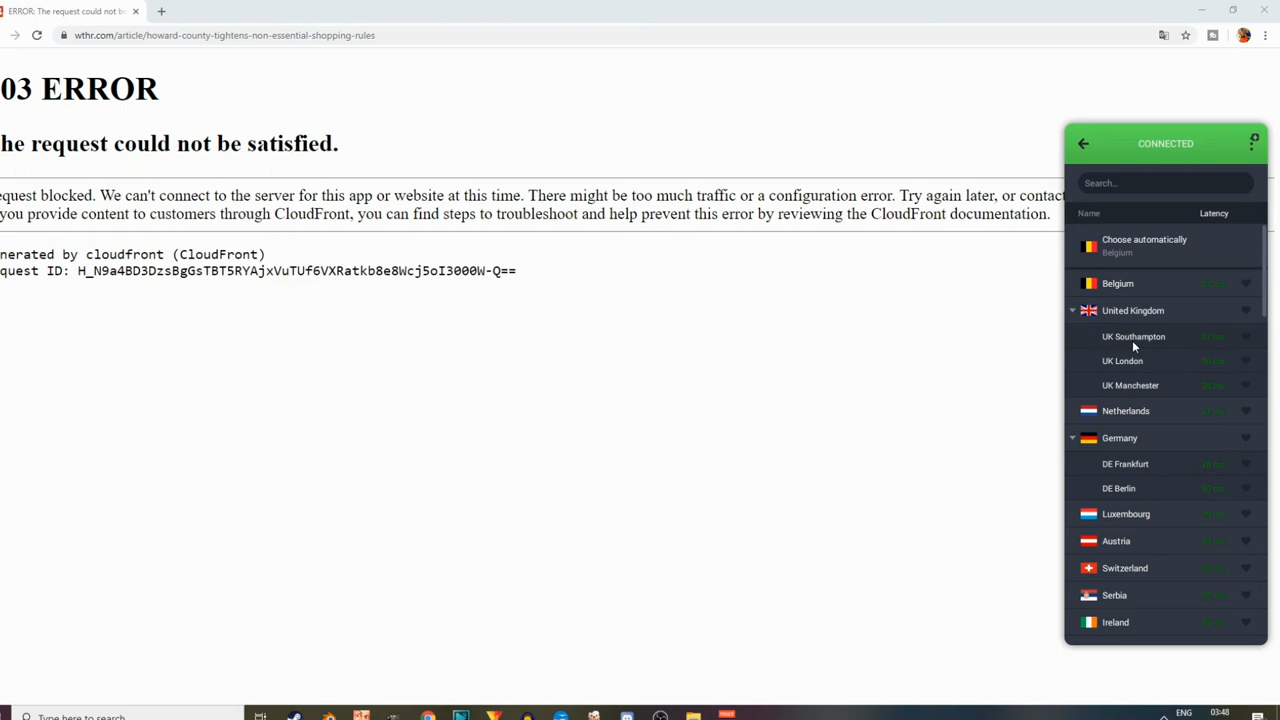 ERROR: The request could not be
wthr.com/article/howard-county-tightens-non-essential-shopping-rules
03 ERROR
he request could not be satisfied.
equest blocked. We can't connect to the server for this app or website at this time. There might be too much traffic or a configuration error. Try again later, or contact
you provide content to customers through CloudFront, you can find steps to troubleshoot and help prevent this error by reviewing the CloudFront documentation.
nerated by cloudfront (CloudFront)
CONNECTED
Search...
Name Latency
Choose automatically
Belgium
Belgium
United Kingdom
UK Southampton
UK London
UK Manchester
Netherlands
Germany
DE Frankfurt
DE Berlin
Luxembourg
Austria
Switzerland
Serbia
Ireland
Type here to search
ENG 03:48